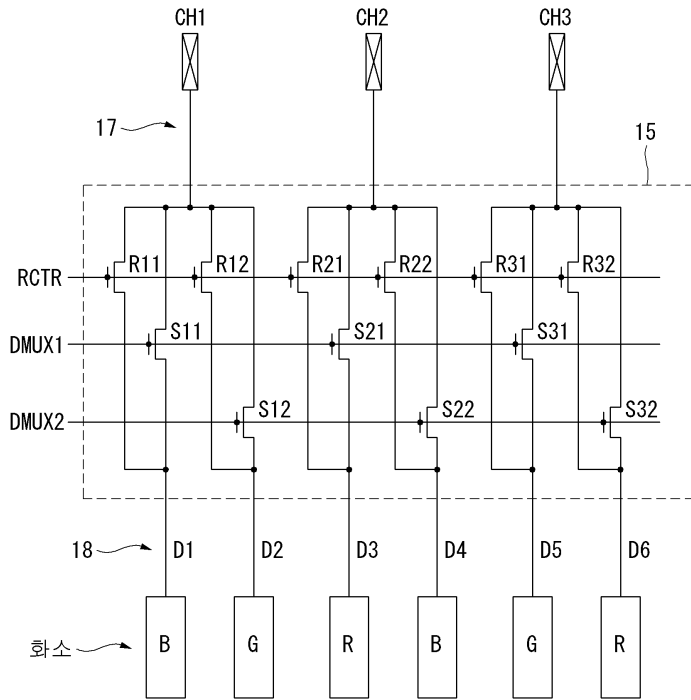 CH1 CH2 CH3
17 15
RCTR R11 R12 R21 R22 R31 R32
DMUX1 S11 S21 S31
DMUX2 S12 S22 S32
18 D1 D2 D3 D4 D5 D6
화소 B G R B G R